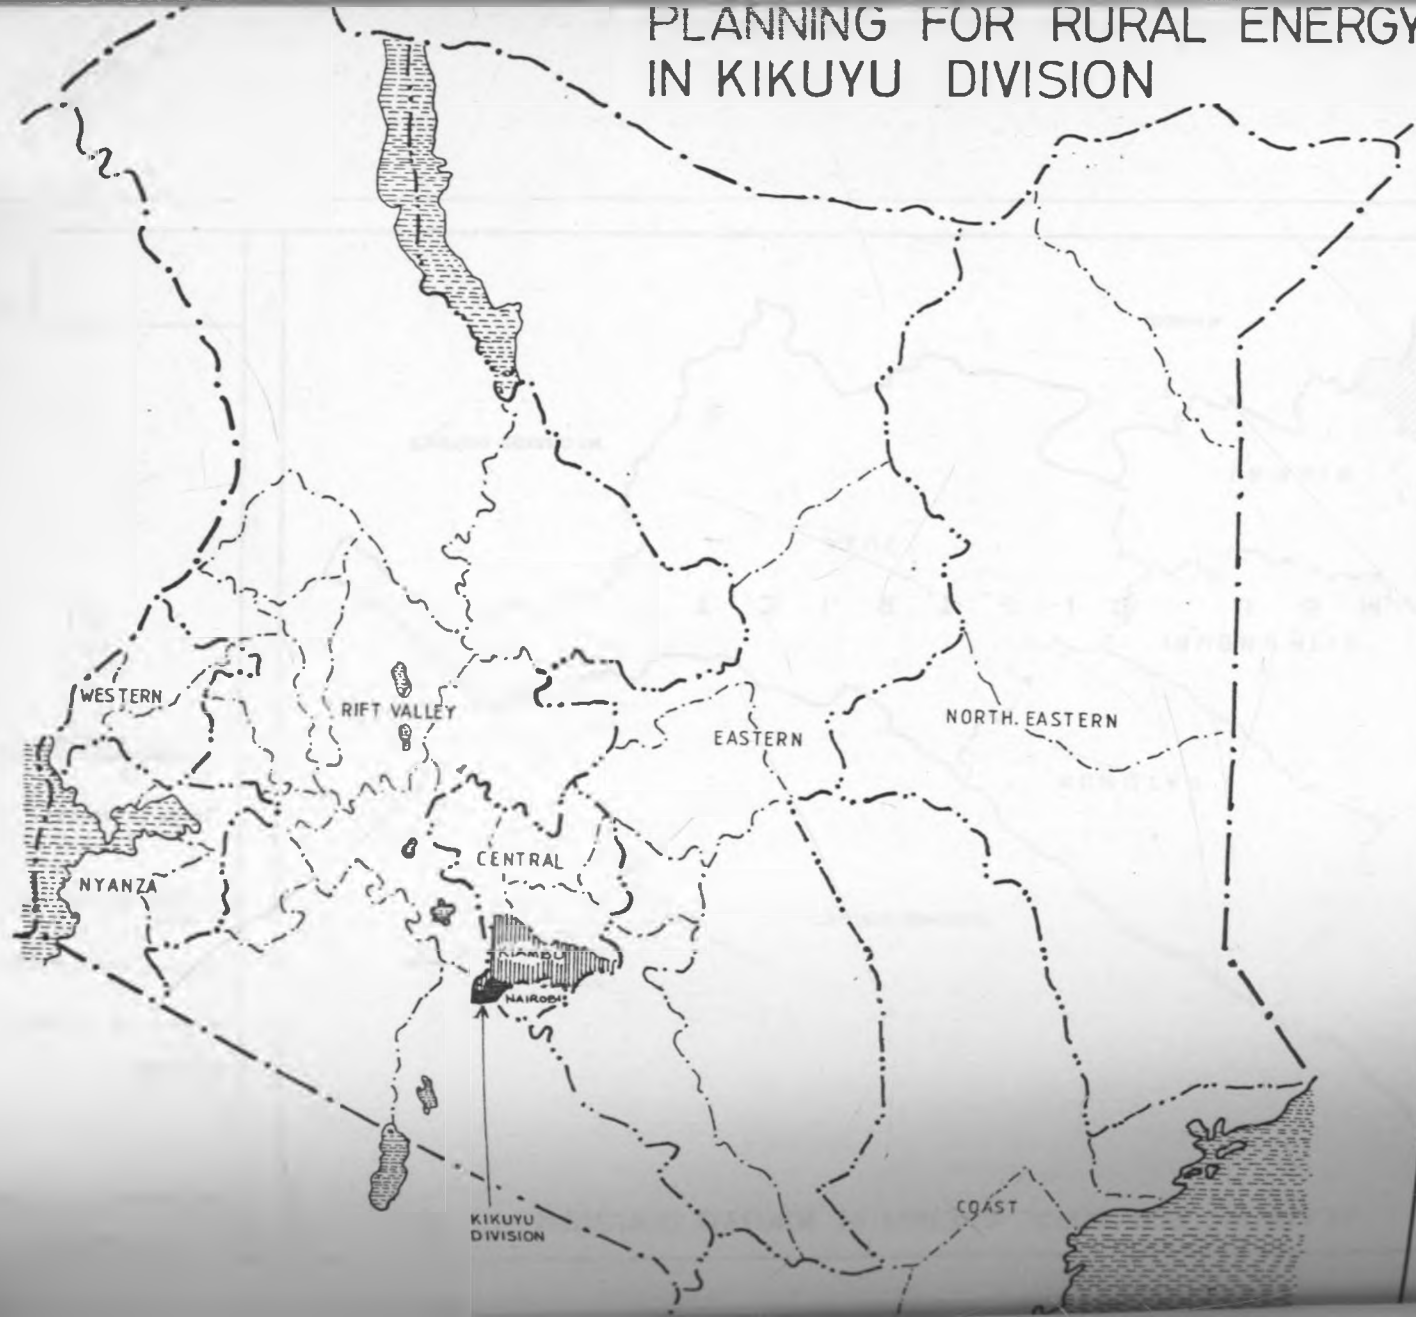 PLANNING FOR RURAL ENERGY
IN KIKUYU DIVISION
WESTERN
RIFT VALLEY
EASTERN
NORTH. EASTERN
CENTRAL
NYANZA
KIAMBU
NAIROBI
KIKUYU
DIVISION
COAST